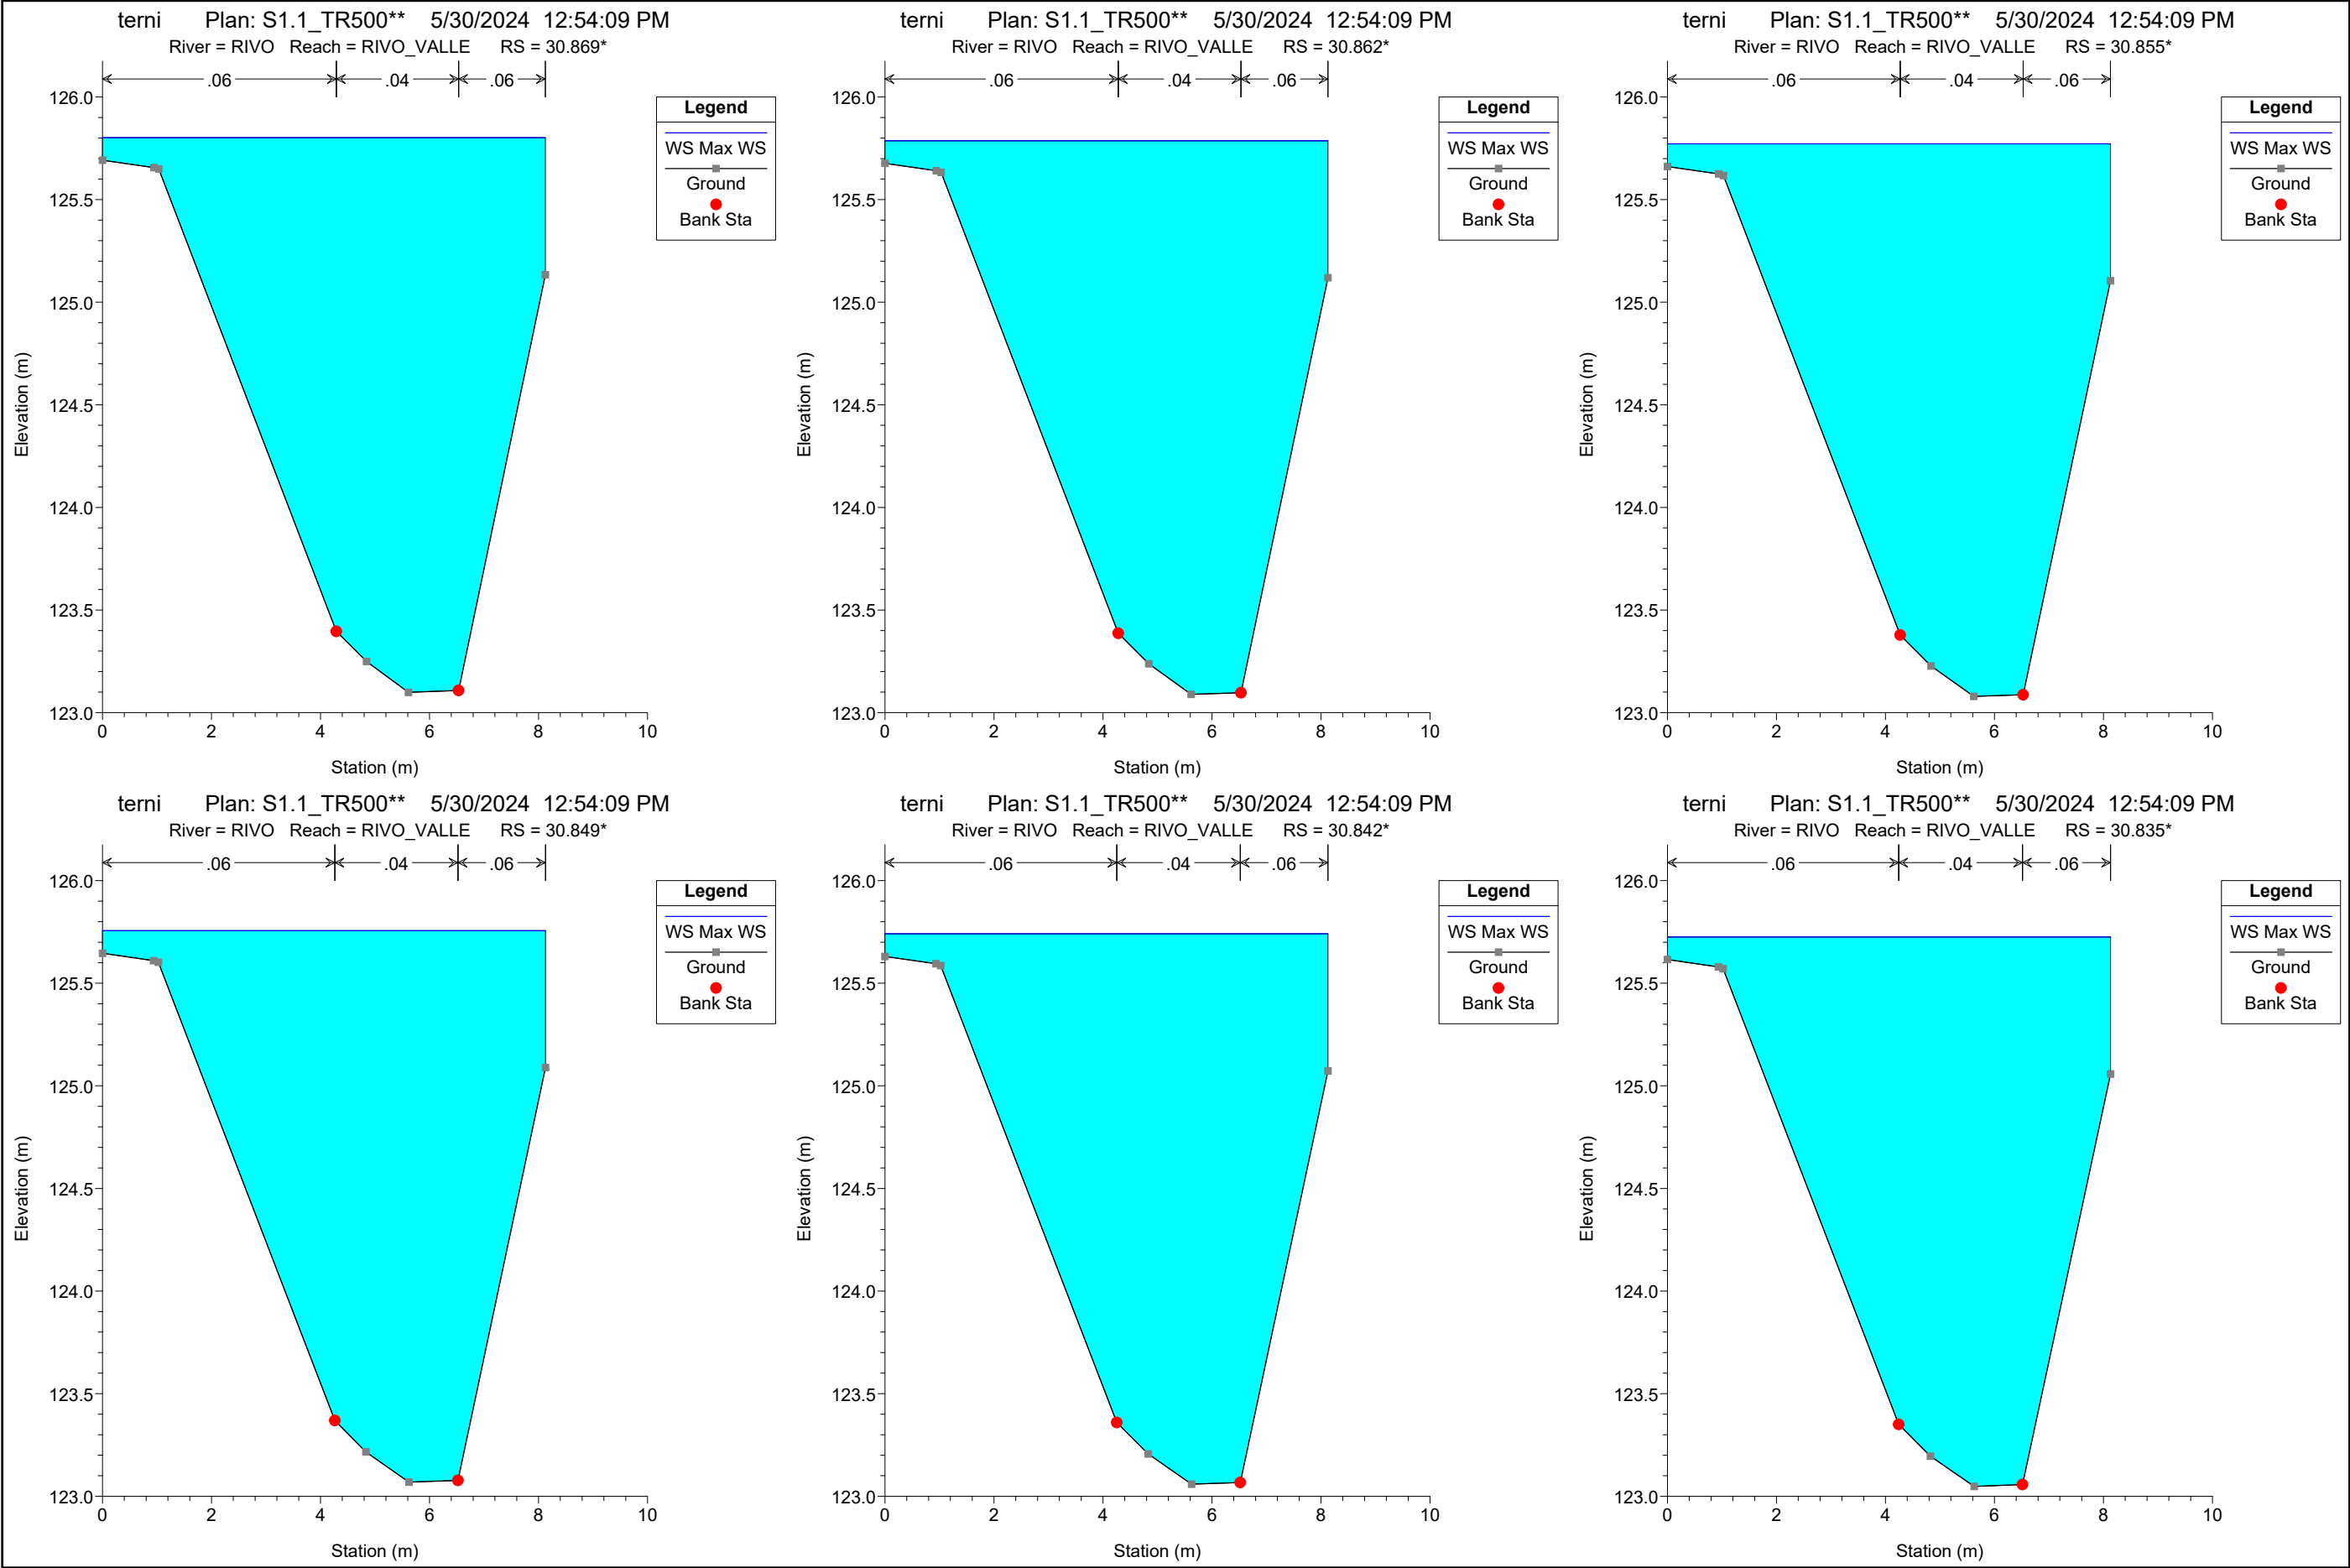 terni Plan: S1.1_TR500** 5/30/2024 12:54:09 PM
River = RIVO Reach = RIVO_VALLE RS = 30.869*
.06 .04 .06
Legend
WS Max WS
Ground
Bank Sta
126.0
125.5
125.0
124.5
124.0
123.5
123.0
Elevation (m)
0 2 4 6 8 10
Station (m)
terni Plan: S1.1_TR500** 5/30/2024 12:54:09 PM
River = RIVO Reach = RIVO_VALLE RS = 30.862*
.06 .04 .06
Legend
WS Max WS
Ground
Bank Sta
126.0
125.5
125.0
124.5
124.0
123.5
123.0
Elevation (m)
0 2 4 6 8 10
Station (m)
terni Plan: S1.1_TR500** 5/30/2024 12:54:09 PM
River = RIVO Reach = RIVO_VALLE RS = 30.855*
.06 .04 .06
Legend
WS Max WS
Ground
Bank Sta
126.0
125.5
125.0
124.5
124.0
123.5
123.0
Elevation (m)
0 2 4 6 8 10
Station (m)
terni Plan: S1.1_TR500** 5/30/2024 12:54:09 PM
River = RIVO Reach = RIVO_VALLE RS = 30.849*
.06 .04 .06
Legend
WS Max WS
Ground
Bank Sta
126.0
125.5
125.0
124.5
124.0
123.5
123.0
Elevation (m)
0 2 4 6 8 10
Station (m)
terni Plan: S1.1_TR500** 5/30/2024 12:54:09 PM
River = RIVO Reach = RIVO_VALLE RS = 30.842*
.06 .04 .06
Legend
WS Max WS
Ground
Bank Sta
126.0
125.5
125.0
124.5
124.0
123.5
123.0
Elevation (m)
0 2 4 6 8 10
Station (m)
terni Plan: S1.1_TR500** 5/30/2024 12:54:09 PM
River = RIVO Reach = RIVO_VALLE RS = 30.835*
.06 .04 .06
Legend
WS Max WS
Ground
Bank Sta
126.0
125.5
125.0
124.5
124.0
123.5
123.0
Elevation (m)
0 2 4 6 8 10
Station (m)